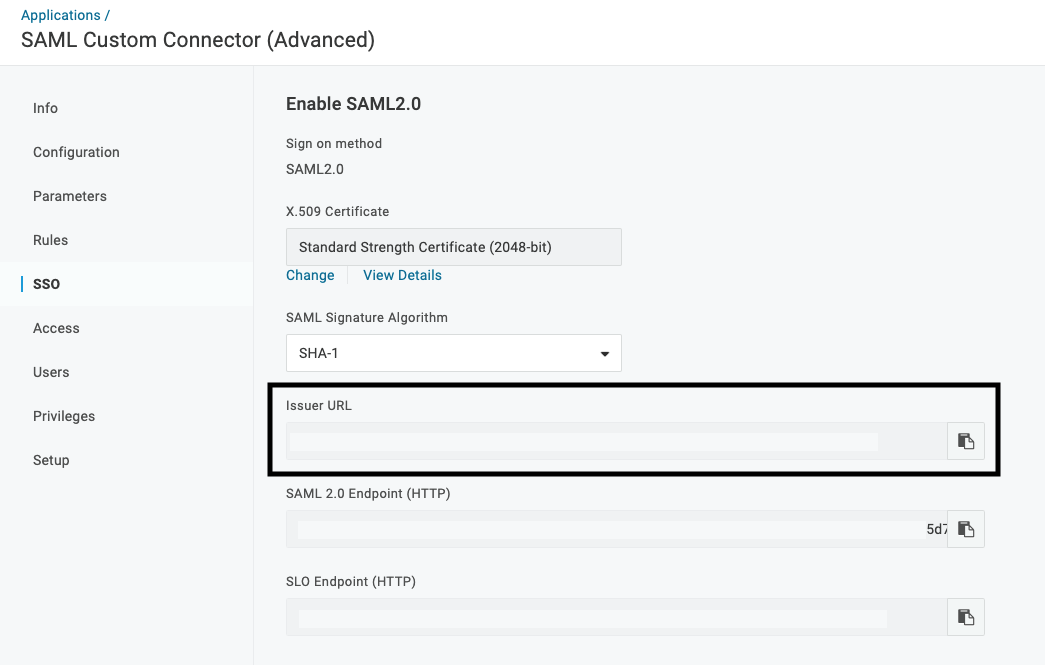 Applications /
SAML Custom Connector (Advanced)
Info
Configuration
Parameters
Rules
SSO
Access
Users
Privileges
Setup
Enable SAML2.0
Sign on method
SAML2.0
X.509 Certificate
Standard Strength Certificate (2048-bit)
Change
View Details
SAML Signature Algorithm
SHA-1
Issuer URL
SAML 2.0 Endpoint (HTTP)
5d7
SLO Endpoint (HTTP)